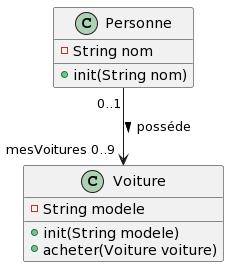 C Personne
String nom
init(String nom)
0..1
posséde
mesVoitures 0..9
C Voiture
String modele
init(String modele)
acheter(Voiture voiture)